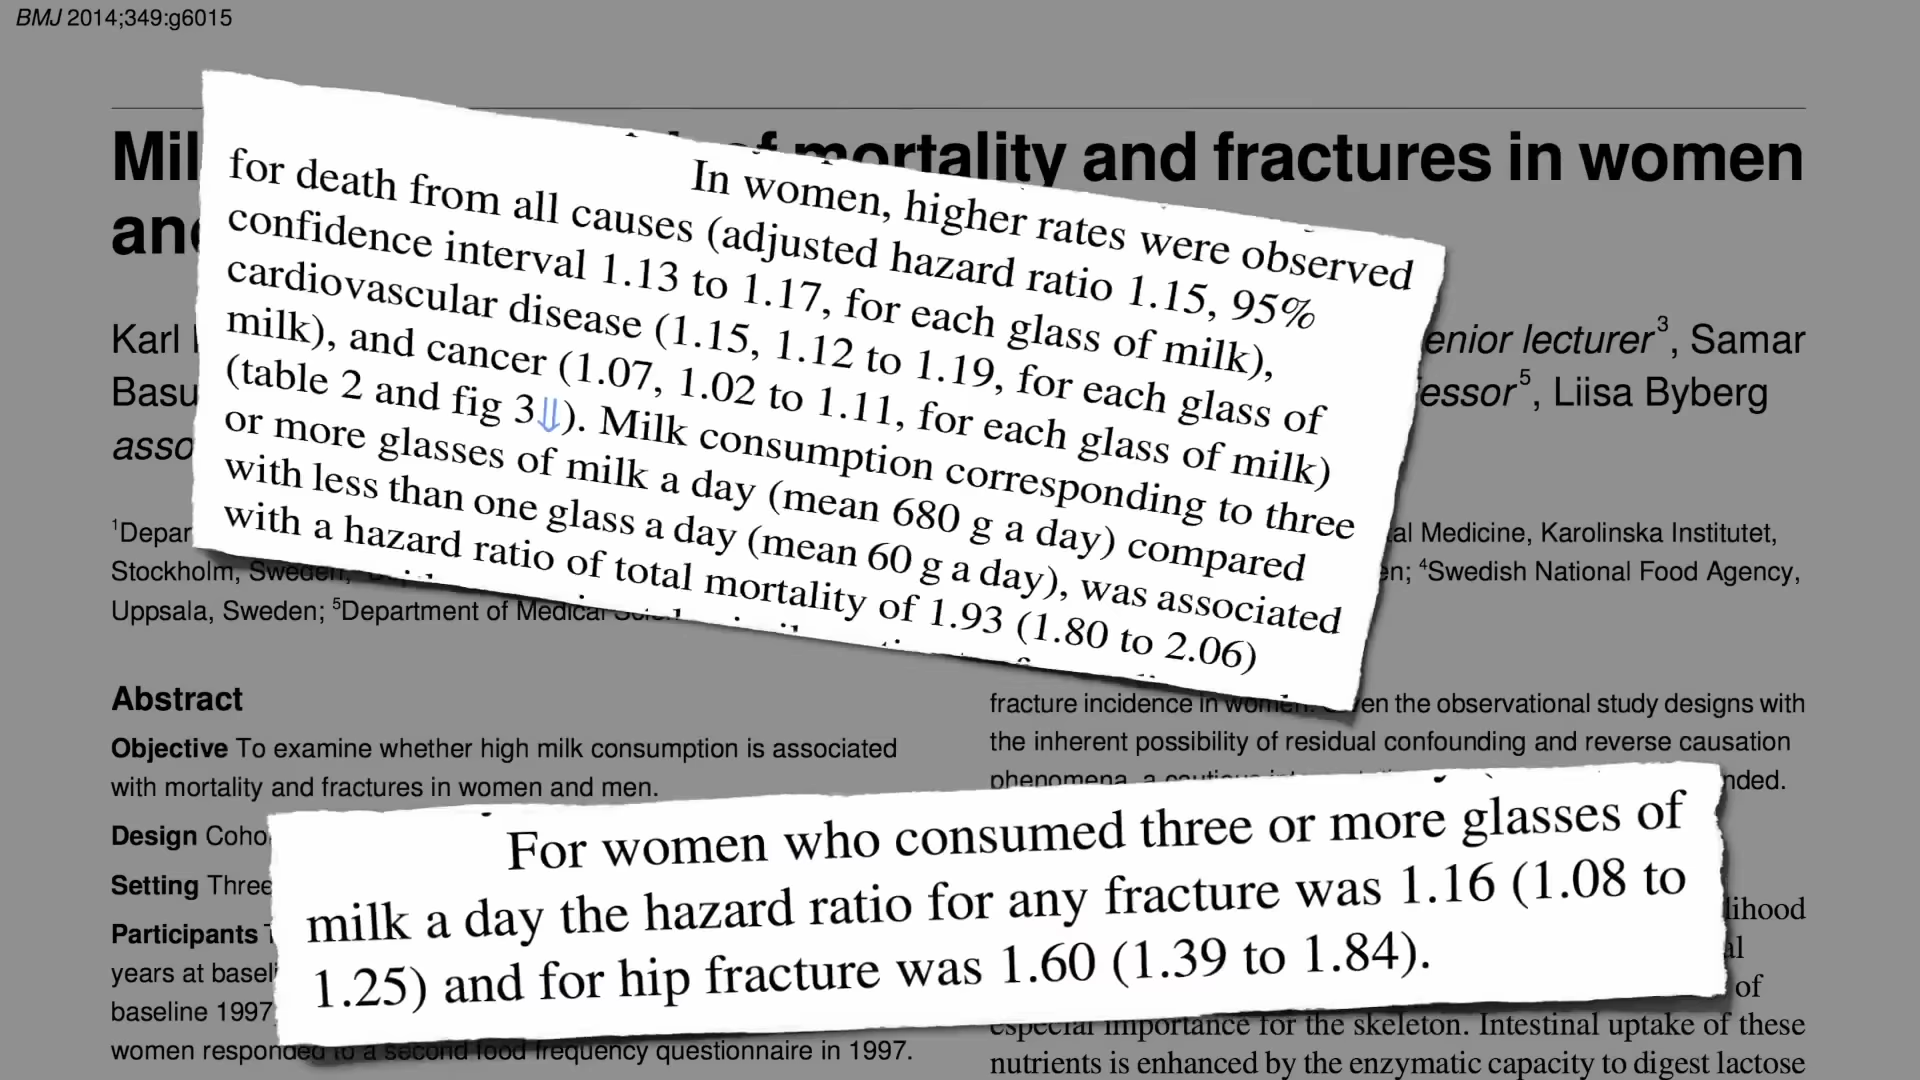 BMJ 2014;349:g6015
Mil of mortality and fractures in women
and
In women, higher rates were observed
for death from all causes (adjusted hazard ratio 1.15, 95%
confidence interval 1.13 to 1.17, for each glass of milk),
cardiovascular disease (1.15, 1.12 to 1.19, for each glass of
milk), and cancer (1.07, 1.02 to 1.11, for each glass of milk)
(table 2 and fig 3⇓). Milk consumption corresponding to three
or more glasses of milk a day (mean 680 g a day) compared
with less than one glass a day (mean 60 g a day), was associated
with a hazard ratio of total mortality of 1.93 (1.80 to 2.06)
Karl enior lecturer3, Samar
Basu essor5, Liisa Byberg
asso
1Depar al Medicine, Karolinska Institutet,
Stockholm, Sweden; en; 4Swedish National Food Agency,
Uppsala, Sweden; 5Department of Medical
Abstract
Objective To examine whether high milk consumption is associated
with mortality and fractures in women and men.
Design Coho
Setting Three
Participants
years at baseli
baseline 1997
women responded to a second food frequency questionnaire in 1997.
fracture incidence in women. Given the observational study designs with
the inherent possibility of residual confounding and reverse causation
phenomena, a cautious nded.
For women who consumed three or more glasses of
milk a day the hazard ratio for any fracture was 1.16 (1.08 to
1.25) and for hip fracture was 1.60 (1.39 to 1.84).
lihood
al
of
especial importance for the skeleton. Intestinal uptake of these
nutrients is enhanced by the enzymatic capacity to digest lactose